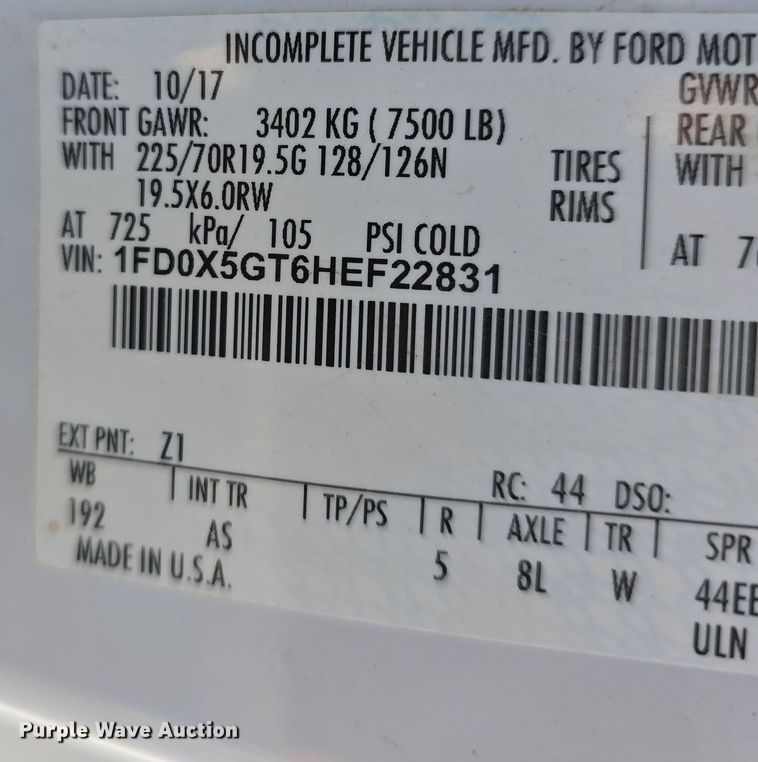 INCOMPLETE VEHICLE MFD. BY FORD MOT
DATE: 10/17 GVWR
FRONT GAWR: 3402 KG ( 7500 LB) REAR
WITH 225/70R19.5G 128/126N TIRES WITH
19.5X6.0RW RIMS
AT 725 kPa/ 105 PSI COLD AT 7
VIN: 1FD0X5GT6HEF22831
EXT PNT: Z1 RC: 44 DSO:
WB INT TR TP/PS R AXLE TR SPR
192 AS 5 8L W 44EE
MADE IN U.S.A. ULN
Purple Wave Auction